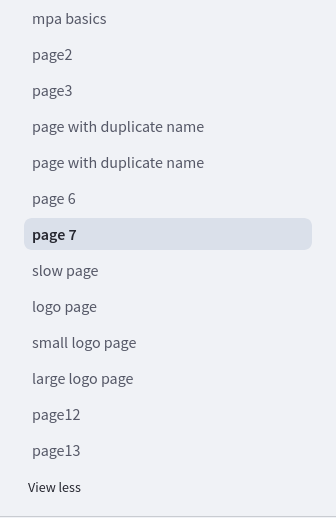 mpa basics
page2
page3
page with duplicate name
page with duplicate name
page 6
page 7
slow page
logo page
small logo page
large logo page
page12
page13
View less